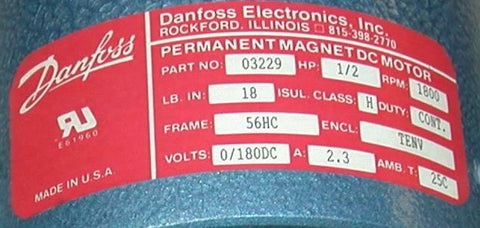 Danfoss
E61960
MADE IN U.S.A.
Danfoss Electronics, Inc.
ROCKFORD, ILLINOIS □ 815-398-2770
PERMANENT MAGNET DC MOTOR
PART NO: 03229 HP: 1/2 RPM: 1800
LB. IN: 18 ISUL. CLASS: H DUTY: CONT.
FRAME: 56HC ENCL: TENV
VOLTS: 0/180DC A: 2.3 AMB. T: 25C